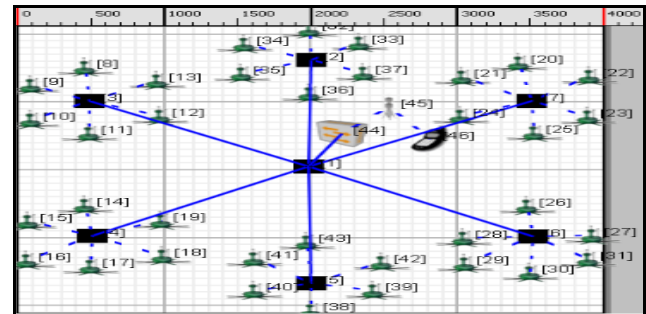 0 500 1000 1500 2000 2500 3000 3500 4000
[34] [32] [33]
[8] [2] [20]
[9] [13] [35] [37] [21] [22]
[3] [36] [45] [7]
[10] [12] [24] [23]
[11] [44] [46] [25]
[1]
[14] [26]
[15] [19] [27]
[4] [43] [28] [6]
[16] [18] [41] [42] [31]
[17] [5] [29] [30]
[40] [39]
[38]